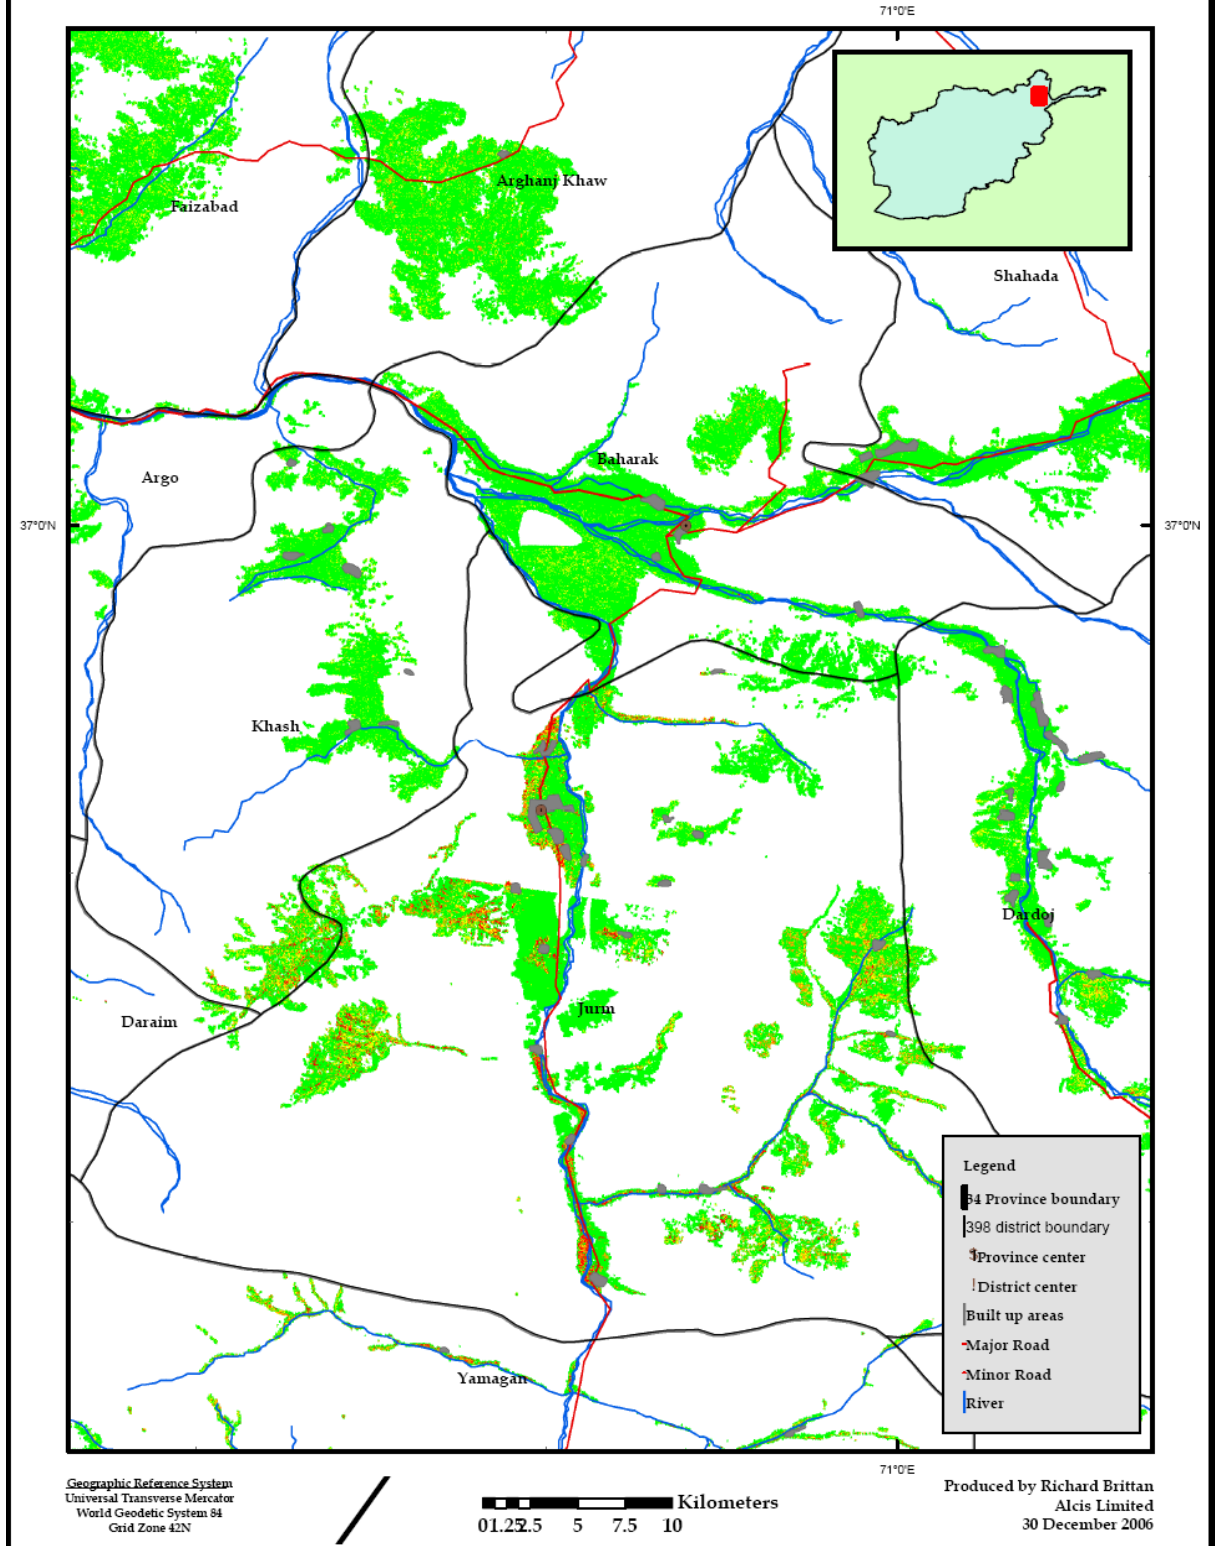 71°0'E
Arghanj Khaw
Faizabad
Shahada
Baharak
Argo
37°0'N
37°0'N
Khash
Dardoj
Jurm
Daraim
Yamagan
Legend
34 Province boundary
398 district boundary
Province center
District center
Built up areas
Major Road
Minor Road
River
71°0'E
Geographic Reference System
Universal Transverse Mercator
World Geodetic System 84
Grid Zone 42N
Kilometers
0 1.25 2.5 5 7.5 10
Produced by Richard Brittan
Alcis Limited
30 December 2006